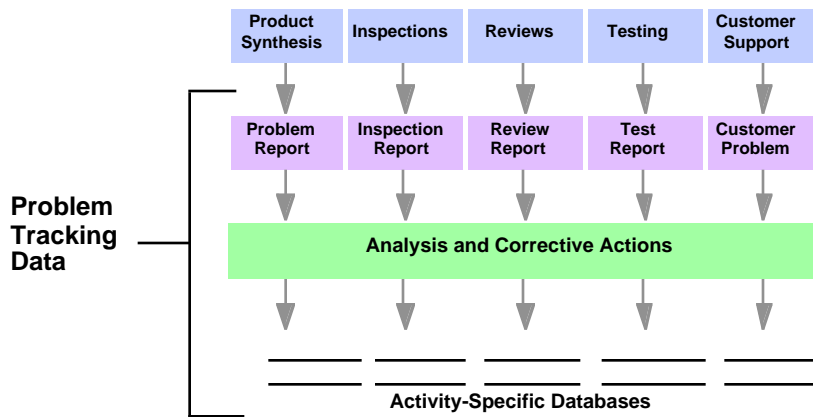 Product
Synthesis
Inspections
Reviews
Testing
Customer
Support
Problem
Report
Inspection
Report
Review
Report
Test
Report
Customer
Problem
Problem
Tracking
Data
Analysis and Corrective Actions
Activity-Specific Databases